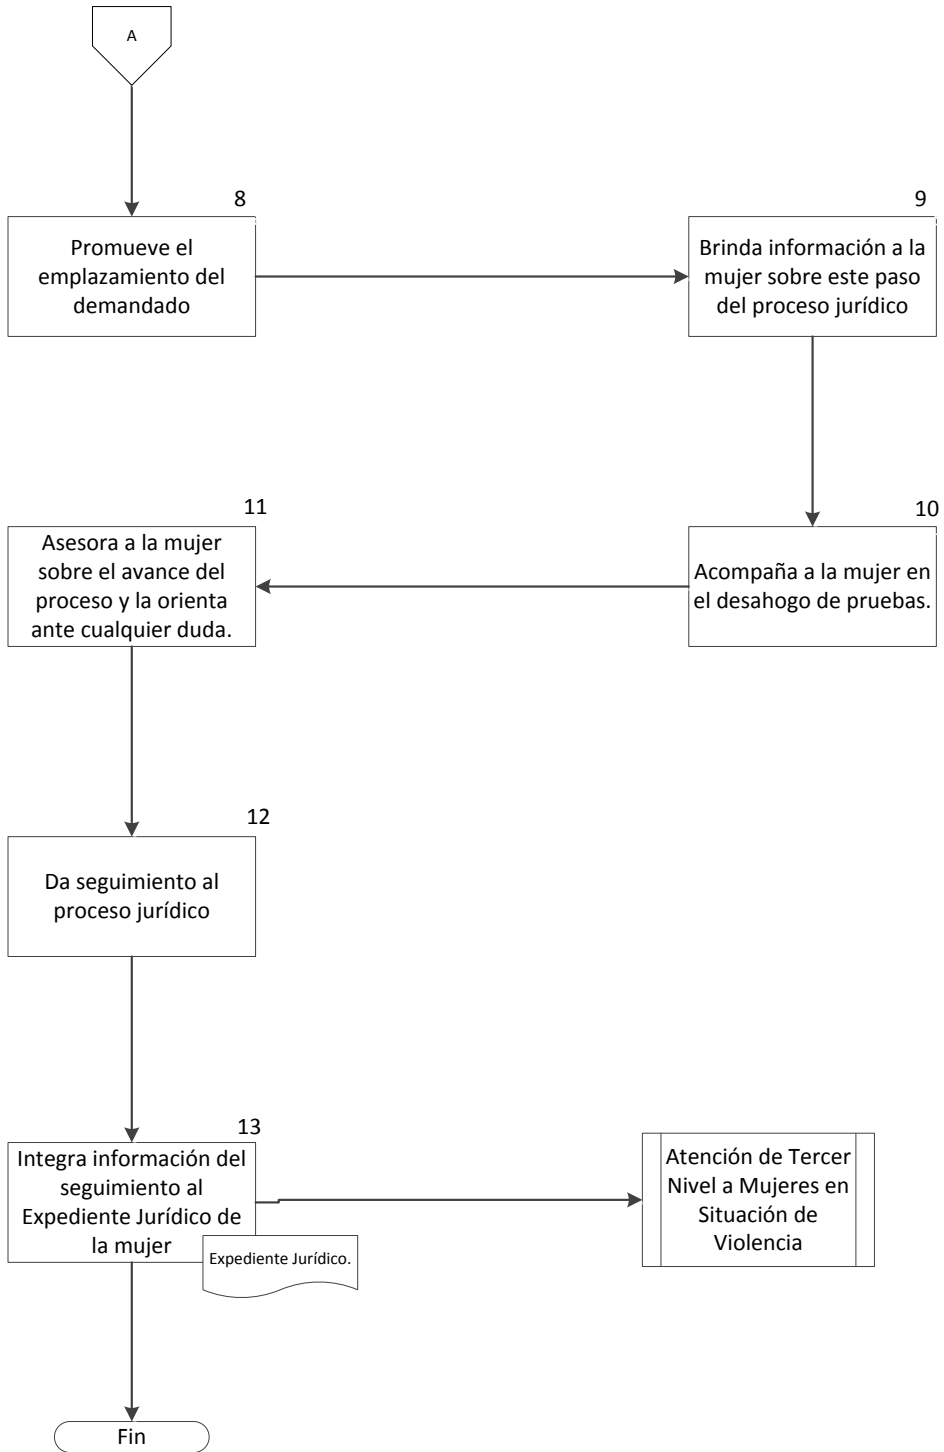 A
8
Promueve el
emplazamiento del
demandado
9
Brinda información a la
mujer sobre este paso
del proceso jurídico
10
Acompaña a la mujer en
el desahogo de pruebas.
11
Asesora a la mujer
sobre el avance del
proceso y la orienta
ante cualquier duda.
12
Da seguimiento al
proceso jurídico
13
Integra información del
seguimiento al
Expediente Jurídico de
la mujer
Expediente Jurídico.
Atención de Tercer
Nivel a Mujeres en
Situación de
Violencia
Fin